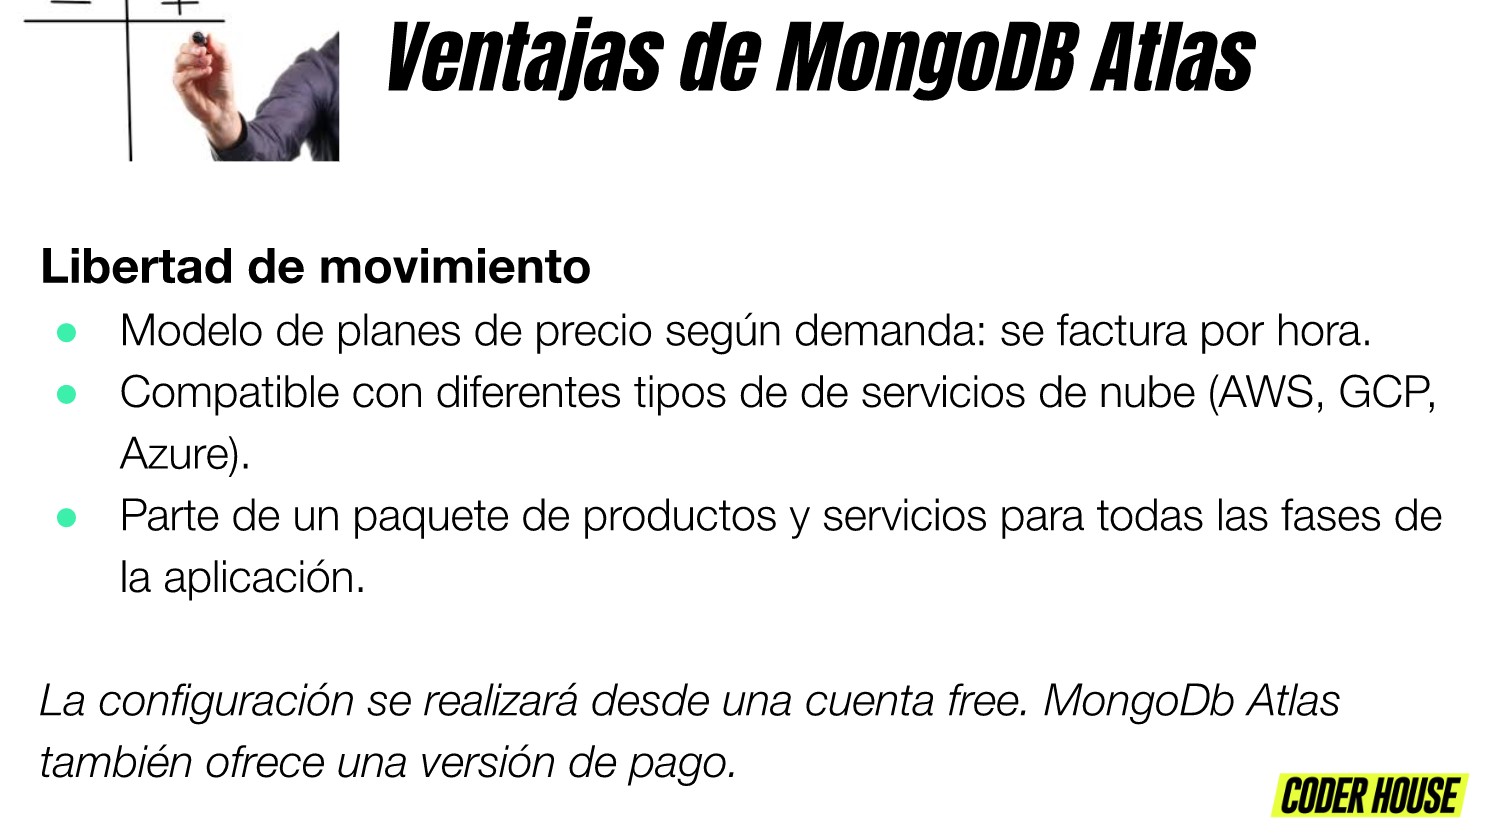 Ventajas de MongoDB Atlas
Libertad de movimiento
● Modelo de planes de precio según demanda: se factura por hora.
● Compatible con diferentes tipos de de servicios de nube (AWS, GCP,
Azure).
● Parte de un paquete de productos y servicios para todas las fases de
la aplicación.
La configuración se realizará desde una cuenta free. MongoDb Atlas
también ofrece una versión de pago.
CODER HOUSE